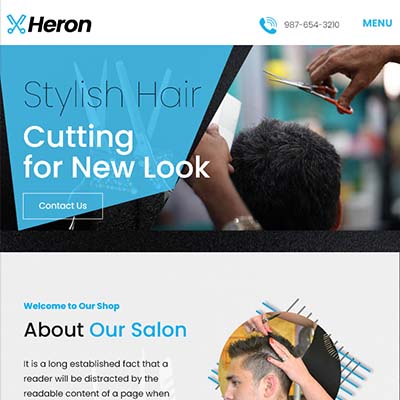 Heron
987-654-3210
MENU
Stylish Hair
Cutting
for New Look
Contact Us
Welcome to Our Shop
About Our Salon
It is a long established fact that a
reader will be distracted by the
readable content of a page when